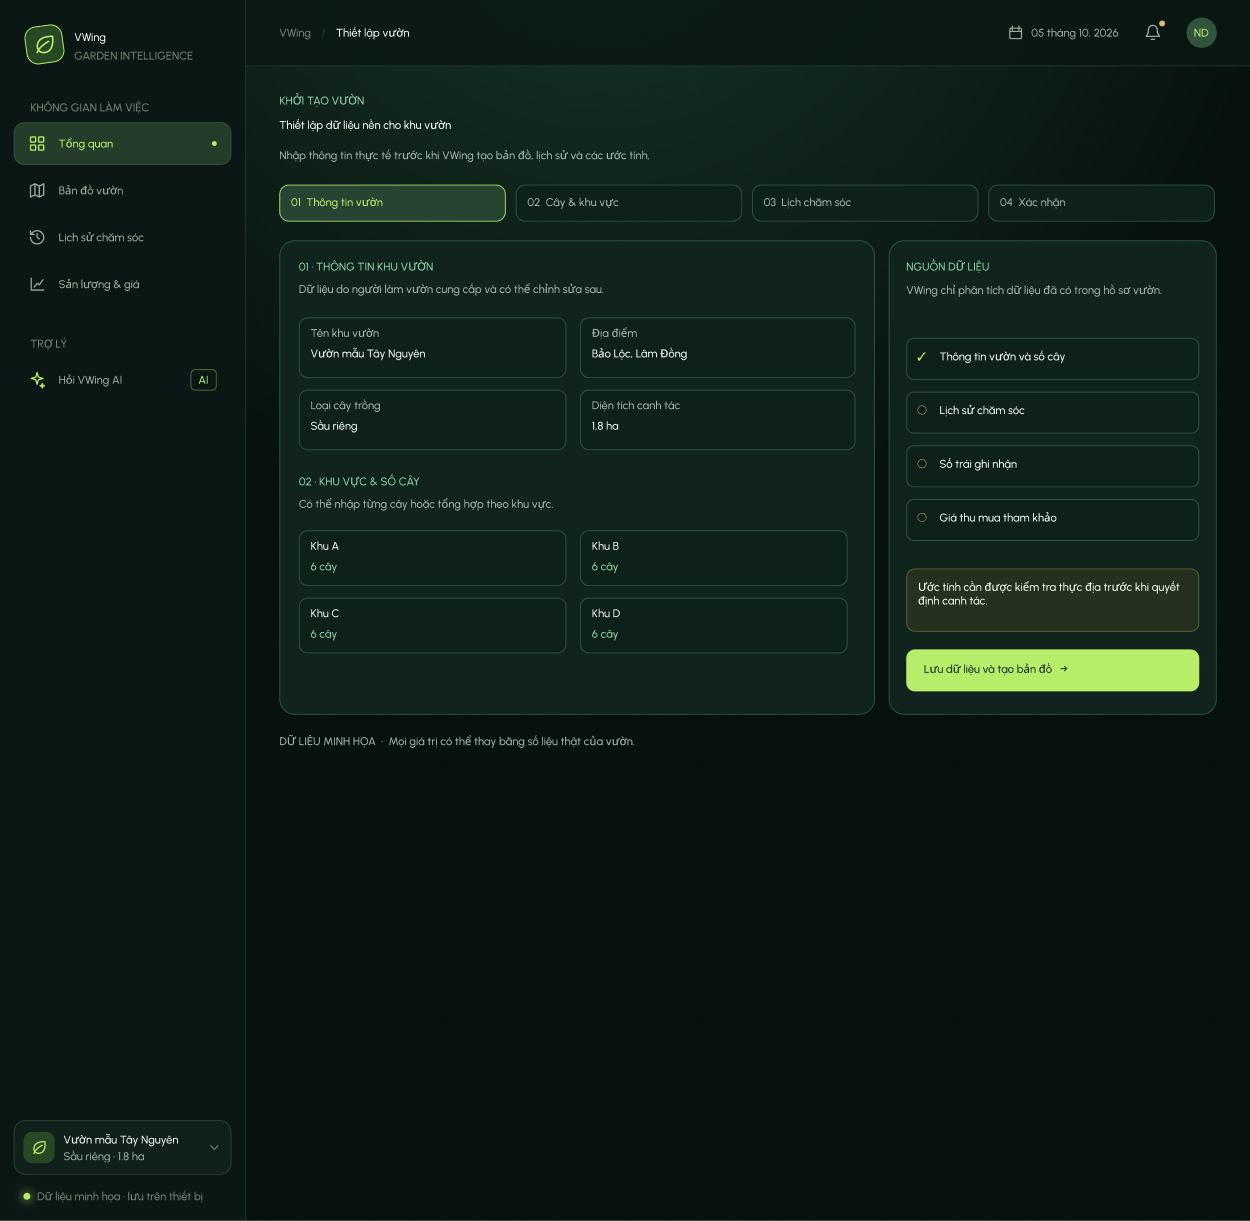 VWing
GARDEN INTELLIGENCE
KHÔNG GIAN LÀM VIỆC
Tổng quan
Bản đồ vườn
Lịch sử chăm sóc
Sản lượng & giá
TRỢ LÝ
Hỏi VWing AI
AI
Vườn mẫu Tây Nguyên
Sầu riêng · 1.8 ha
Dữ liệu minh họa · lưu trên thiết bị
VWing / Thiết lập vườn
05 tháng 10, 2026
ND
KHỞI TẠO VƯỜN
Thiết lập dữ liệu nền cho khu vườn
Nhập thông tin thực tế trước khi VWing tạo bản đồ, lịch sử và các ước tính.
01 Thông tin vườn
02 Cây & khu vực
03 Lịch chăm sóc
04 Xác nhận
01 · THÔNG TIN KHU VƯỜN
Dữ liệu do người làm vườn cung cấp và có thể chỉnh sửa sau.
Tên khu vườn
Vườn mẫu Tây Nguyên
Địa điểm
Bảo Lộc, Lâm Đồng
Loại cây trồng
Sầu riêng
Diện tích canh tác
1,8 ha
02 · KHU VỰC & SỐ CÂY
Có thể nhập từng cây hoặc tổng hợp theo khu vực.
Khu A
6 cây
Khu B
6 cây
Khu C
6 cây
Khu D
6 cây
NGUỒN DỮ LIỆU
VWing chỉ phân tích dữ liệu đã có trong hồ sơ vườn.
✓ Thông tin vườn và số cây
○ Lịch sử chăm sóc
○ Số trái ghi nhận
○ Giá thu mua tham khảo
Ước tính cần được kiểm tra thực địa trước khi quyết
định canh tác.
Lưu dữ liệu và tạo bản đồ →
DỮ LIỆU MINH HỌA · Mọi giá trị có thể thay bằng số liệu thật của vườn.